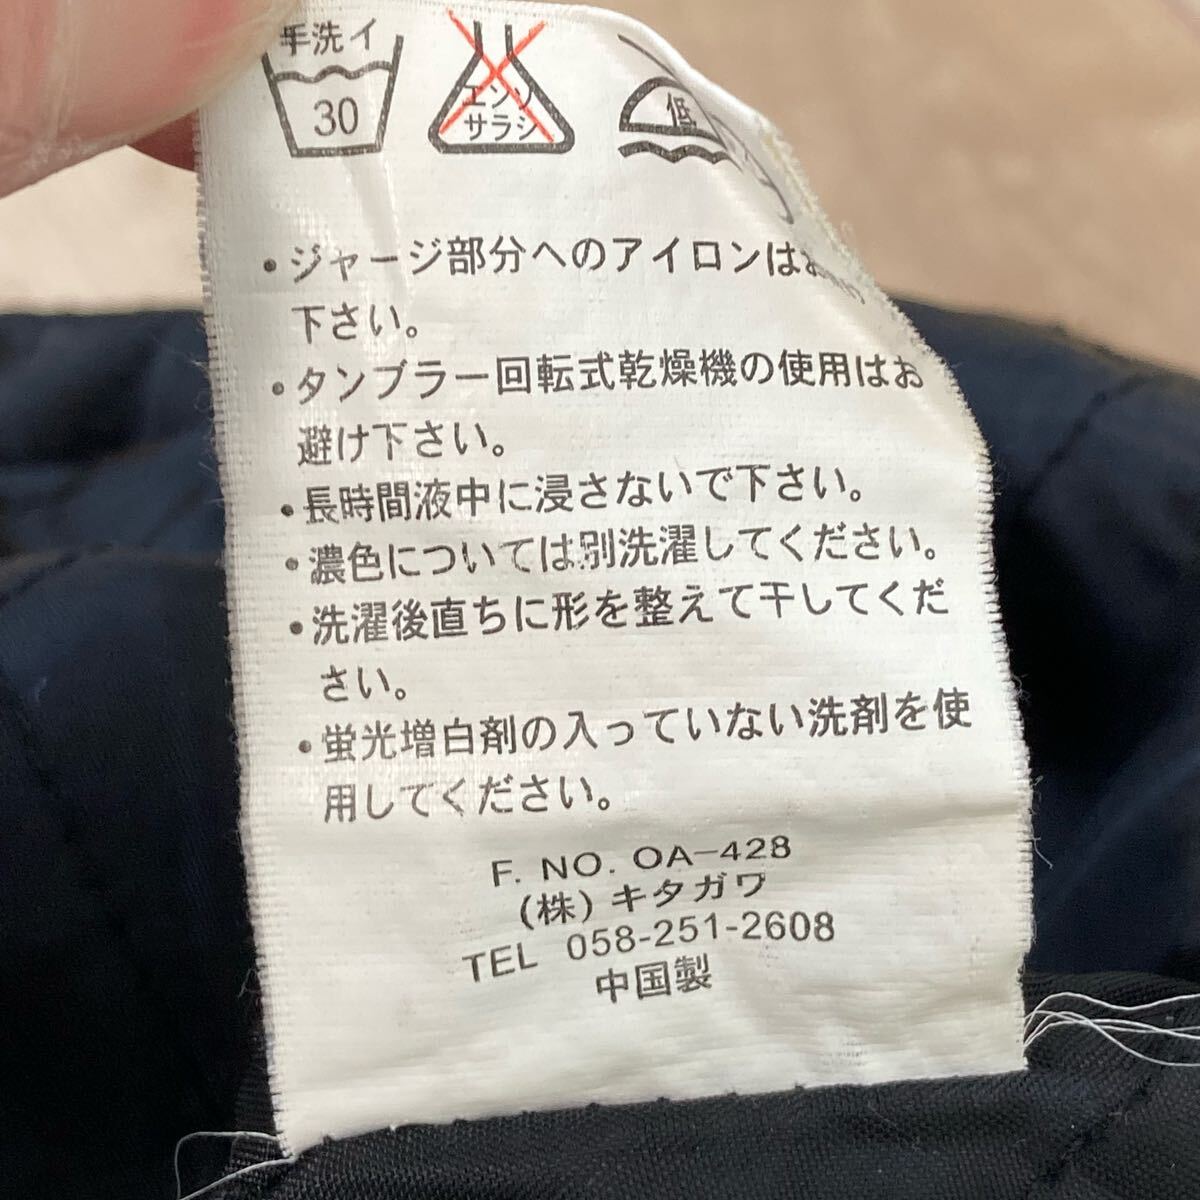 手洗イ
30
エンソ
サラシ
低
・ジャージ部分へのアイロンはお
下さい。
・タンブラー回転式乾燥機の使用はお
避け下さい。
・長時間液中に浸さないで下さい。
・濃色については別洗濯してください。
・洗濯後直ちに形を整えて干してくだ
さい。
・蛍光増白剤の入っていない洗剤を使
用してください。
F. NO. OA-428
(株) キタガワ
TEL 058-251-2608
中国製